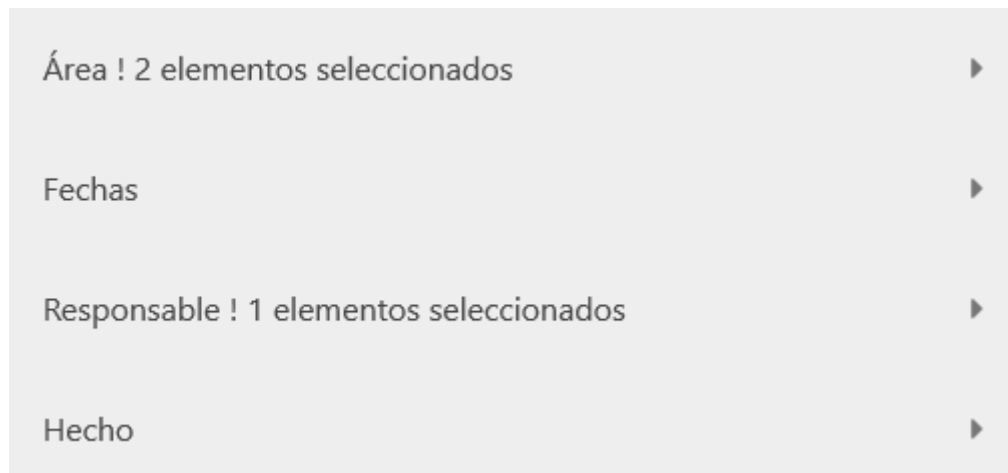 Área ! 2 elementos seleccionados
Fechas
Responsable ! 1 elementos seleccionados
Hecho